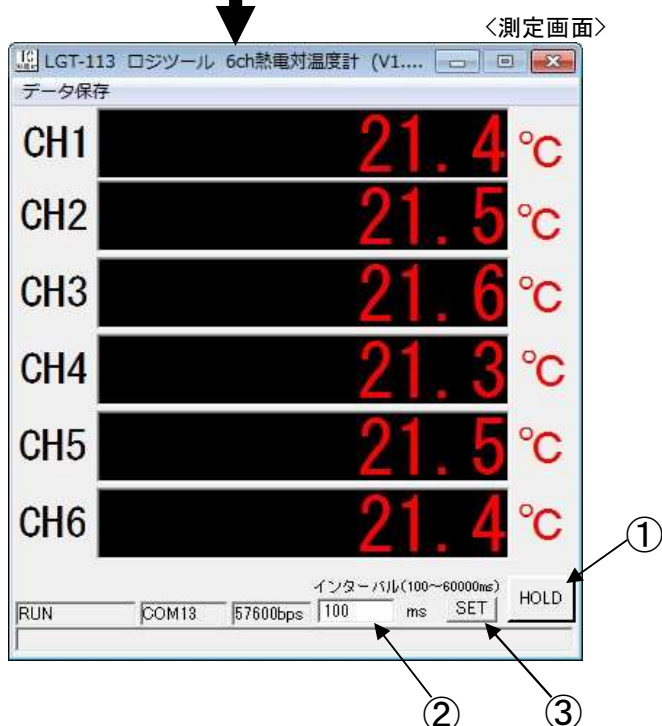 <測定画面>
LGT-113 ロジツール 6ch熱電対温度計 (V1....
データ保存
CH1 21.4 ℃
CH2 21.5 ℃
CH3 21.6 ℃
CH4 21.3 ℃
CH5 21.5 ℃
CH6 21.4 ℃
①
インターバル(100~60000ms)
RUN COM13 57600bps 100 ms SET HOLD
② ③